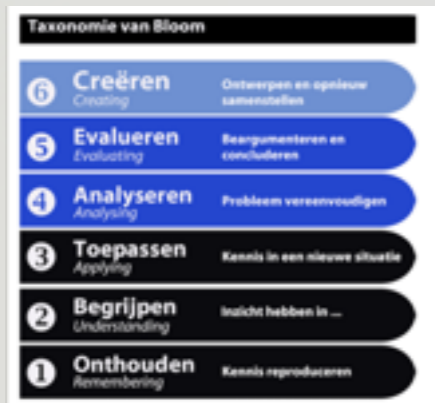 Taxonomie van Bloom
6 Creëren
Creating
Ontwerpen en opnieuw
samenstellen
5 Evalueren
Evaluating
Beargumenteren en
concluderen
4 Analyseren
Analysing
Probleem vereenvoudigen
3 Toepassen
Applying
Kennis in een nieuwe situatie
2 Begrijpen
Understanding
Inzicht hebben in ...
1 Onthouden
Remembering
Kennis reproduceren